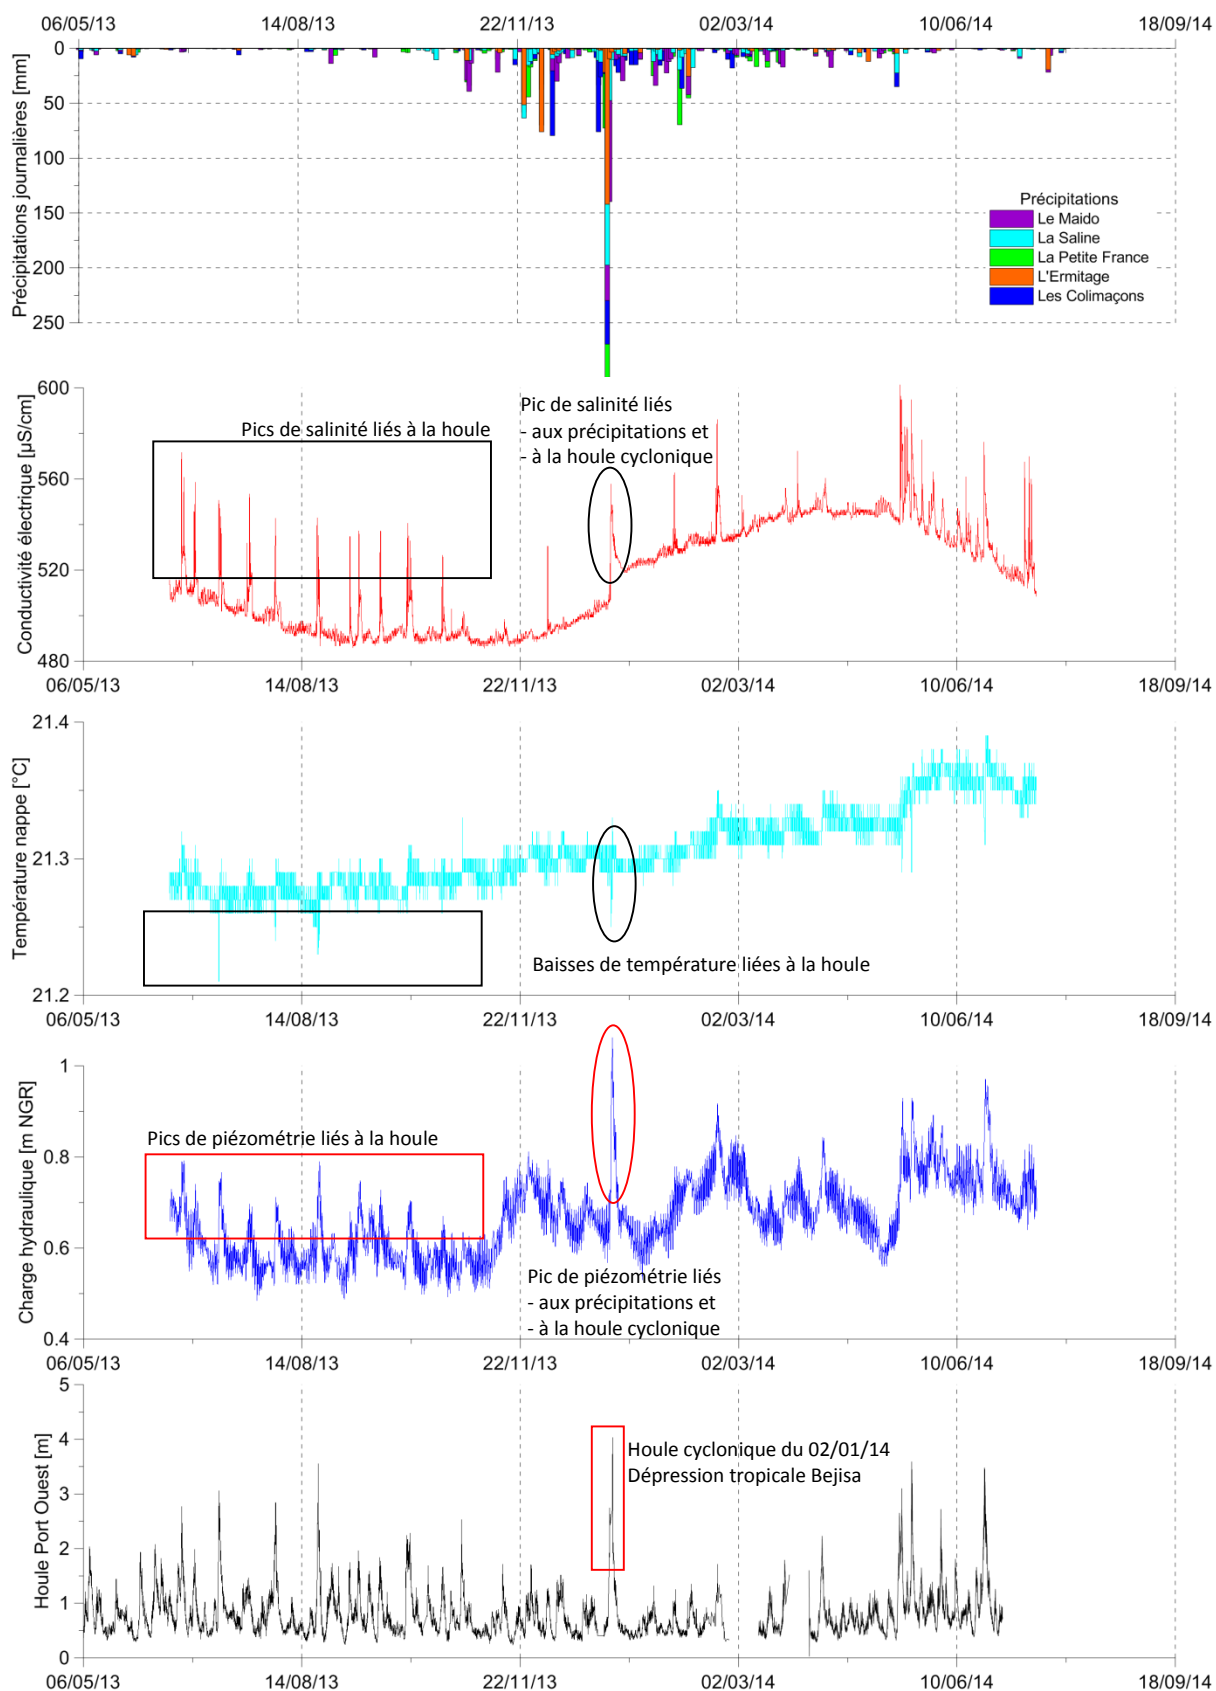 06/05/13 14/08/13 22/11/13 02/03/14 10/06/14 18/09/14
Précipitations journalières [mm]
0
50
100
150
200
250
Précipitations
Le Maido
La Saline
La Petite France
L'Ermitage
Les Colimaçons
Conductivité électrique [µS/cm]
600
560
520
480
Pics de salinité liés à la houle
Pic de salinité liés
- aux précipitations et
- à la houle cyclonique
06/05/13 14/08/13 22/11/13 02/03/14 10/06/14 18/09/14
Température nappe [°C]
21.4
21.3
21.2
Baisses de température liées à la houle
06/05/13 14/08/13 22/11/13 02/03/14 10/06/14 18/09/14
Charge hydraulique [m NGR]
1
0.8
0.6
0.4
Pics de piézométrie liés à la houle
Pic de piézométrie liés
- aux précipitations et
- à la houle cyclonique
06/05/13 14/08/13 22/11/13 02/03/14 10/06/14 18/09/14
Houle Port Ouest [m]
5
4
3
2
1
0
Houle cyclonique du 02/01/14
Dépression tropicale Bejisa
06/05/13 14/08/13 22/11/13 02/03/14 10/06/14 18/09/14